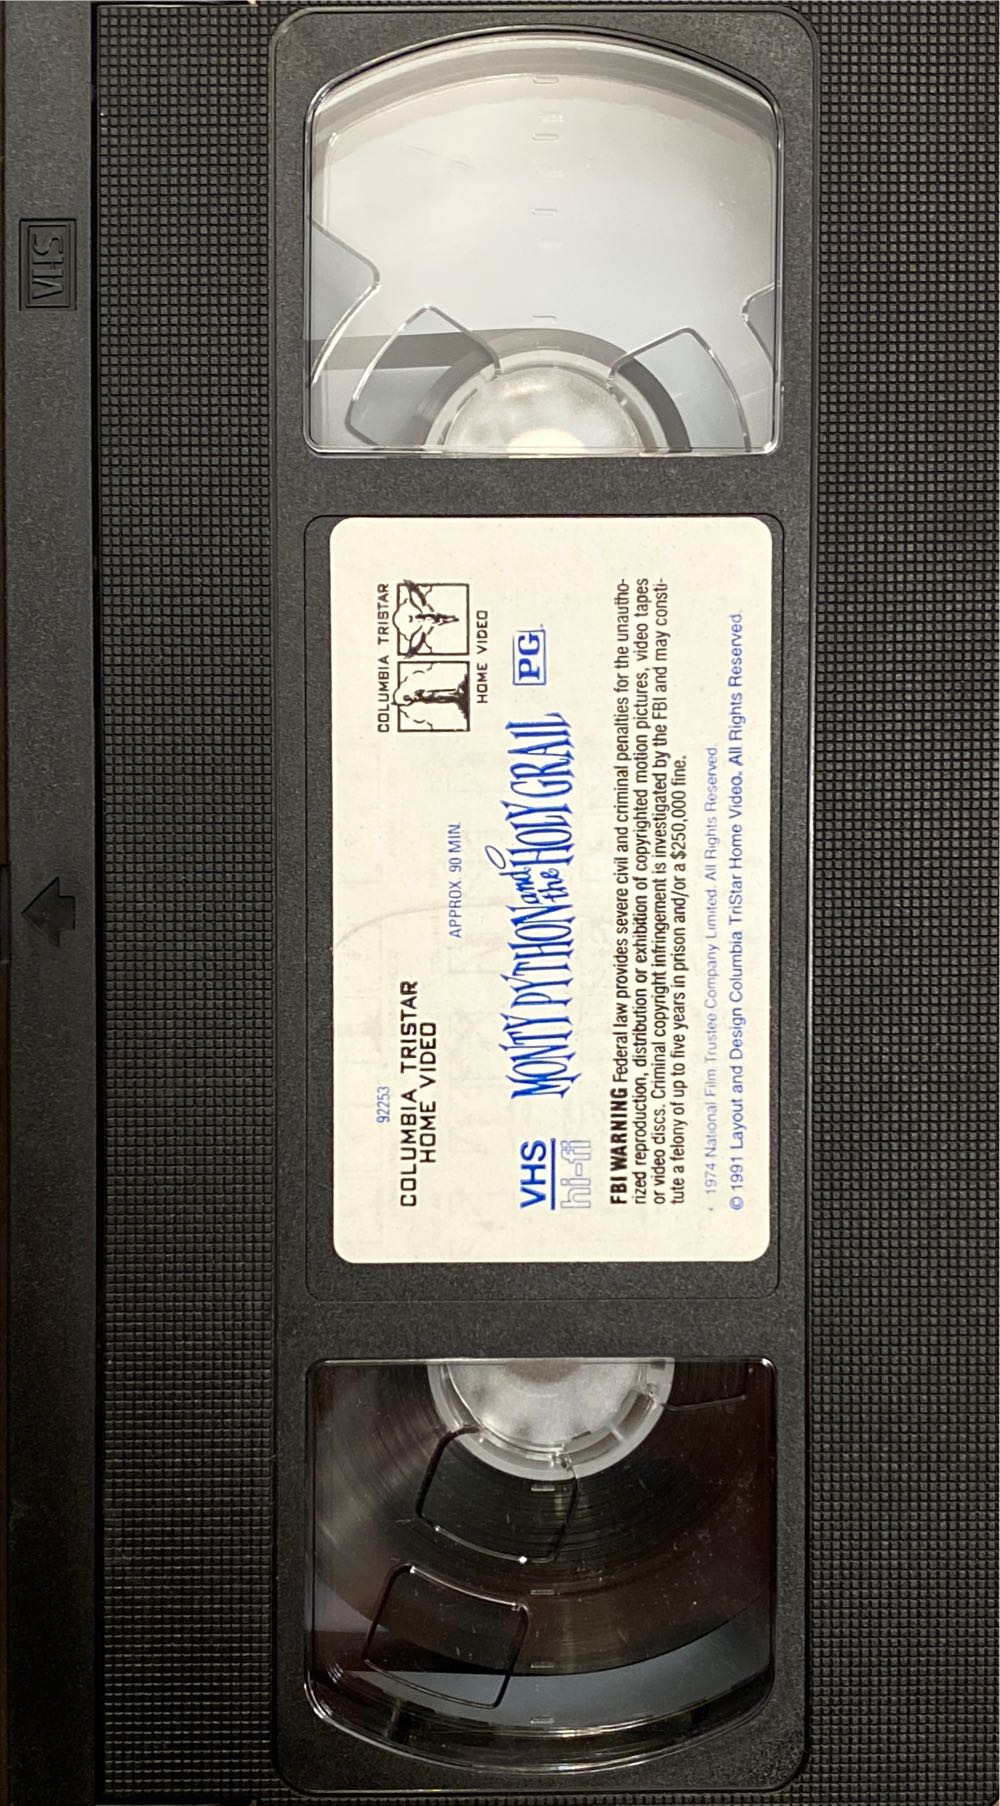 VHS
92253
COLUMBIA TRISTAR
HOME VIDEO
COLUMBIA TRISTAR
HOME VIDEO
APPROX. 90 MIN.
VHS
hi-fi
MONTY PYTHON and the HOLY GRAIL
PG
FBI WARNING Federal law provides severe civil and criminal penalties for the unautho-
rized reproduction, distribution or exhibition of copyrighted motion pictures, video tapes
or video discs. Criminal copyright infringement is investigated by the FBI and may consti-
tute a felony of up to five years in prison and/or a $250,000 fine.
1974 National Film Trustee Company Limited. All Rights Reserved.
© 1991 Layout and Design Columbia TriStar Home Video. All Rights Reserved.